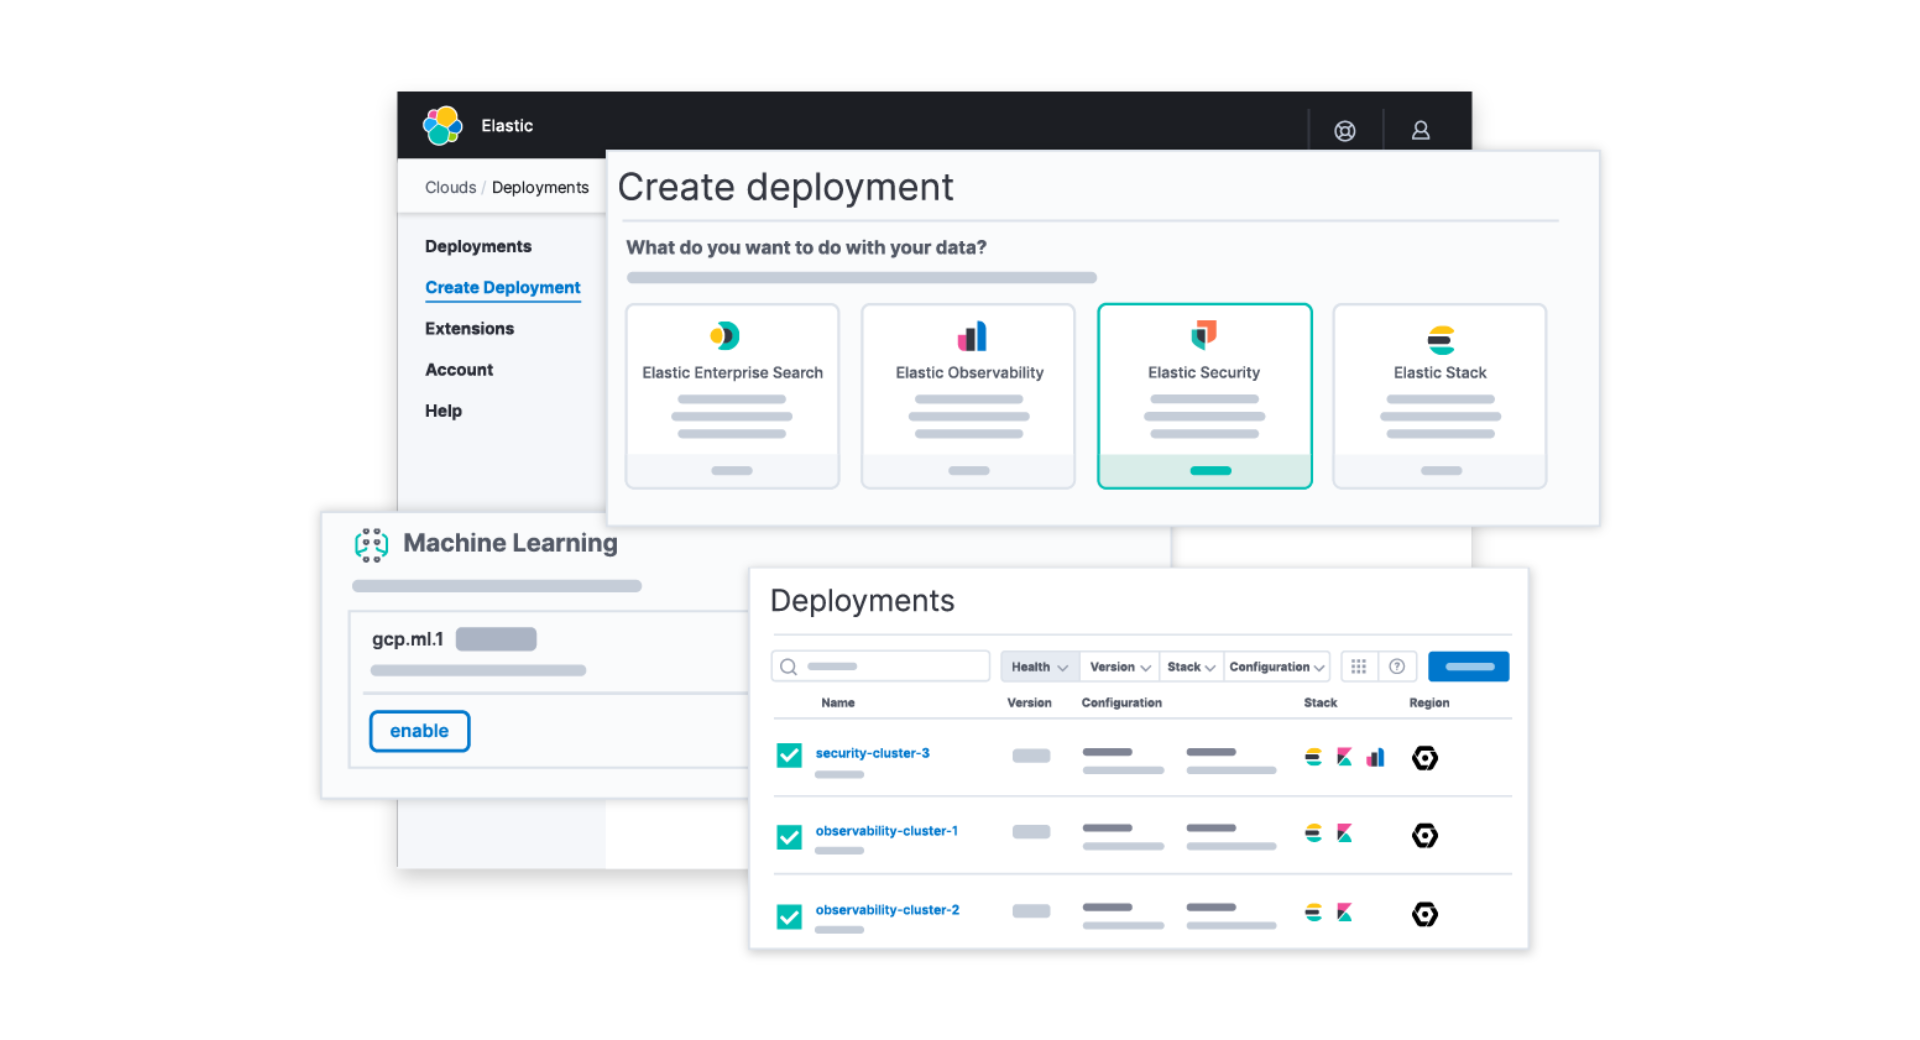 Elastic
Clouds / Deployments
Deployments
Create Deployment
Extensions
Account
Help
Create deployment
What do you want to do with your data?
Elastic Enterprise Search
Elastic Observability
Elastic Security
Elastic Stack
Machine Learning
gcp.ml.1
enable
Deployments
Health Version Stack Configuration ?
Name Version Configuration Stack Region
security-cluster-3
observability-cluster-1
observability-cluster-2